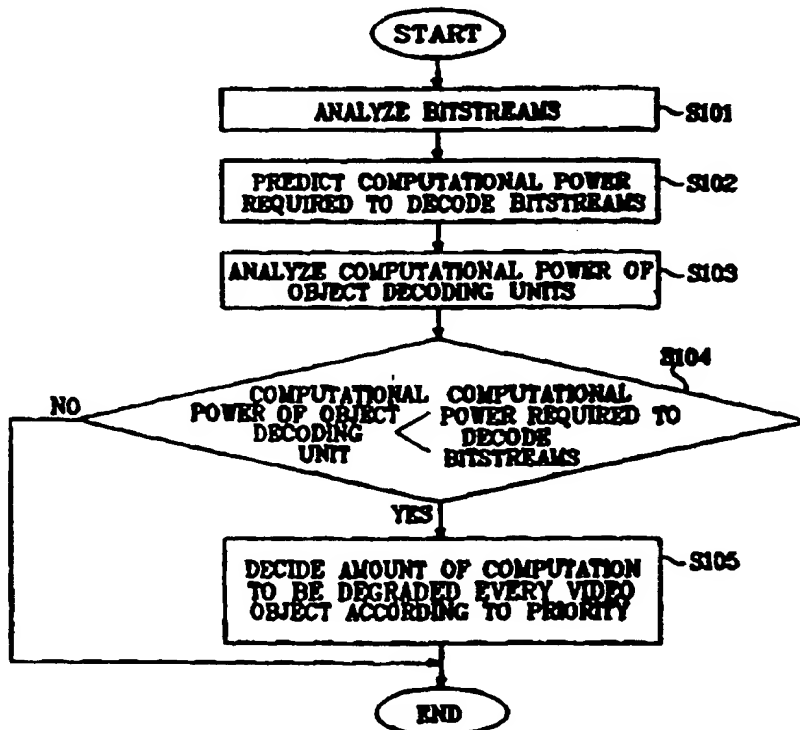 START
ANALYZE BITSTREAMS
S101
PREDICT COMPUTATIONAL POWER
REQUIRED TO DECODE BITSTREAMS
S102
ANALYZE COMPUTATIONAL POWER OF
OBJECT DECODING UNITS
S103
S104
NO
COMPUTATIONAL
POWER OF OBJECT
DECODING
UNIT
<
COMPUTATIONAL
POWER REQUIRED TO
DECODE
BITSTREAMS
YES
DECIDE AMOUNT OF COMPUTATION
TO BE DEGRADED EVERY VIDEO
OBJECT ACCORDING TO PRIORITY
S105
END